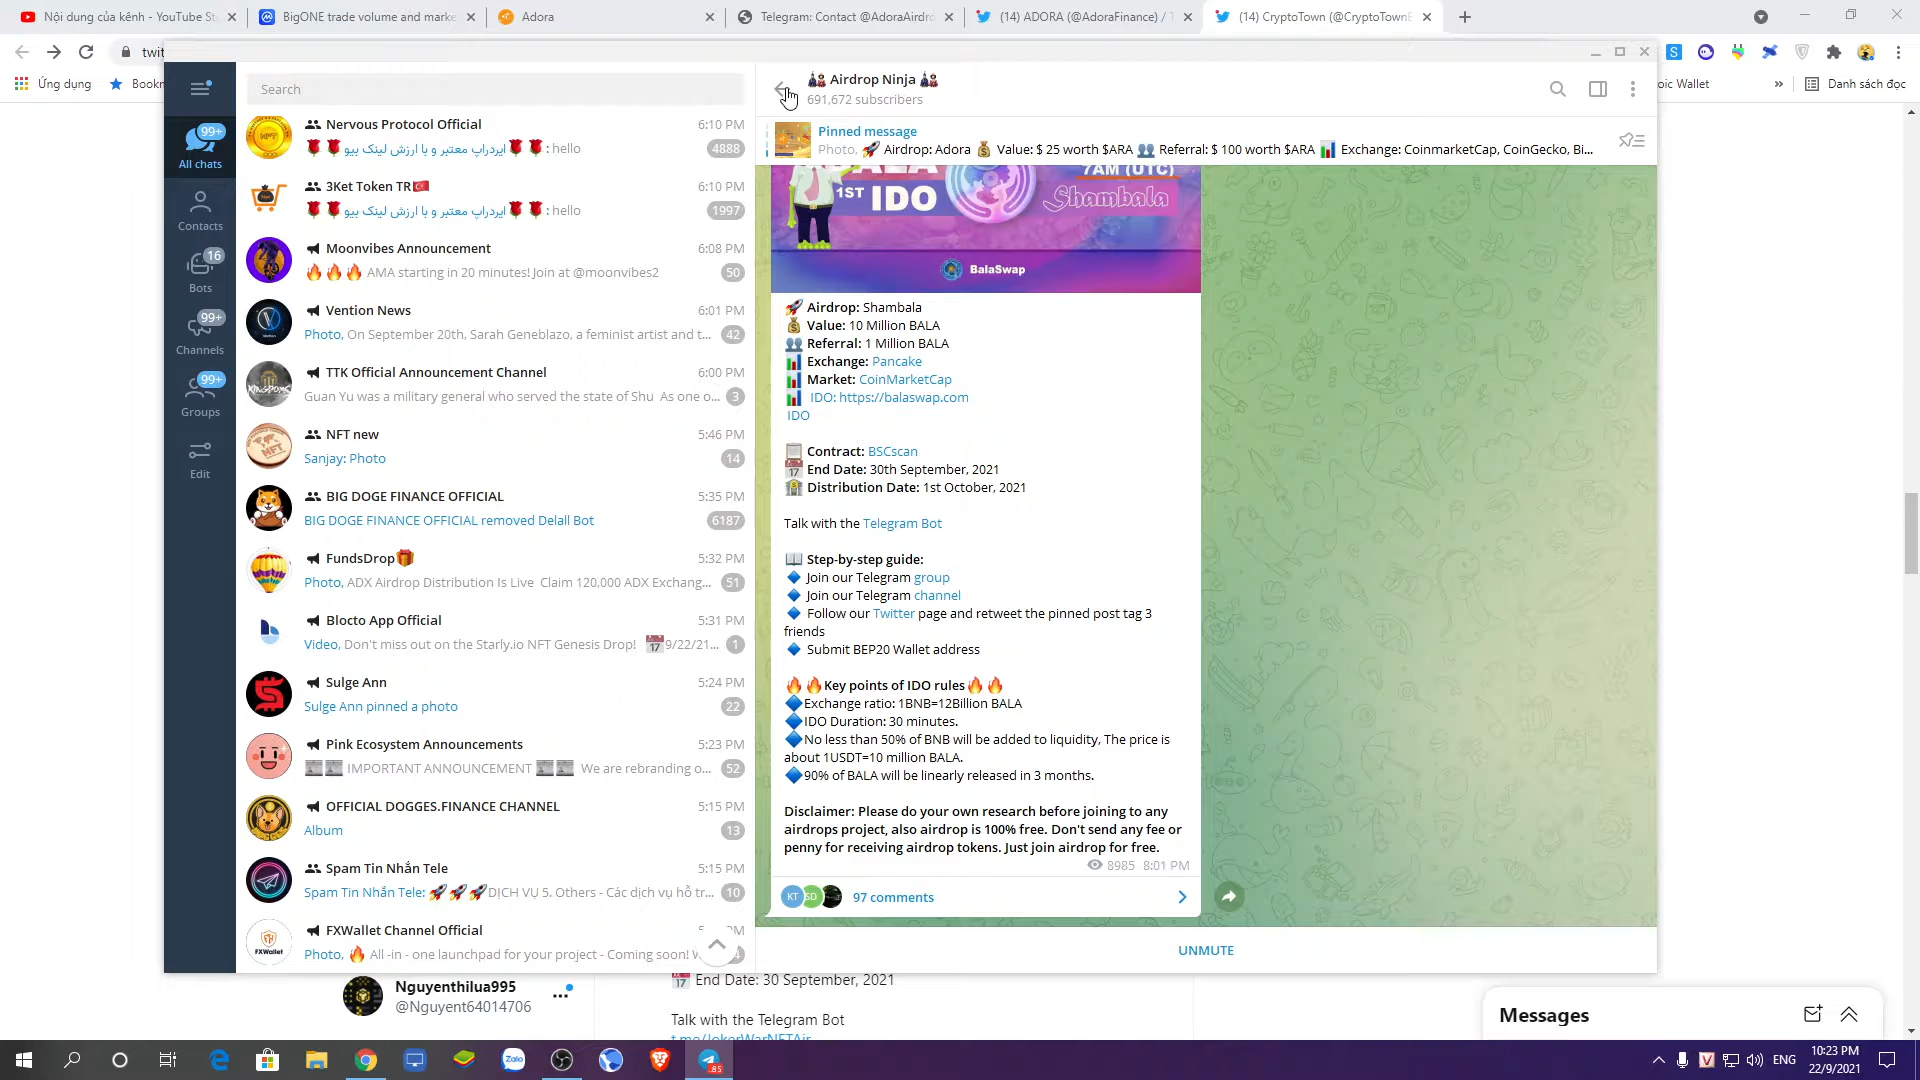 Nội dung của kênh - YouTube St
BigONE trade volume and marke
Adora
Telegram: Contact @AdoraAirdro
(14) ADORA (@AdoraFinance) / T
(14) CryptoTown (@CryptoTownE
twit
Ứng dụng
Bookn
oic Wallet
»
Danh sách đọc
99+
All chats
Contacts
16
Bots
99+
Channels
99+
Groups
Edit
Search
Nervous Protocol Official 6:10 PM
ایردراپ معتبر و با ارزش لینک بیو: hello 4888
3Ket Token TR 6:10 PM
ایردراپ معتبر و با ارزش لینک بیو: hello 1997
Moonvibes Announcement 6:08 PM
🔥🔥🔥 AMA starting in 20 minutes! Join at @moonvibes2 50
Vention News 6:01 PM
Photo, On September 20th, Sarah Geneblazo, a feminist artist and t... 42
TTK Official Announcement Channel 6:00 PM
Guan Yu was a military general who served the state of Shu As one o... 3
NFT new 5:46 PM
Sanjay: Photo 14
BIG DOGE FINANCE OFFICIAL 5:35 PM
BIG DOGE FINANCE OFFICIAL removed Delall Bot 6187
FundsDrop🎁 5:32 PM
Photo, ADX Airdrop Distribution Is Live Claim 120,000 ADX Exchang... 51
Blocto App Official 5:31 PM
Video, Don't miss out on the Starly.io NFT Genesis Drop! 📅9/22/21... 1
Sulge Ann 5:24 PM
Sulge Ann pinned a photo 22
Pink Ecosystem Announcements 5:23 PM
IMPORTANT ANNOUNCEMENT We are rebranding o... 52
OFFICIAL DOGGES.FINANCE CHANNEL 5:15 PM
Album 13
Spam Tin Nhắn Tele 5:15 PM
Spam Tin Nhắn Tele: 🚀🚀🚀DỊCH VỤ 5. Others - Các dịch vụ hỗ tr... 10
FXWallet Channel Official
Photo, 🔥 All -in - one launchpad for your project - Coming soon!
FXWallet
Airdrop Ninja
691,672 subscribers
Pinned message
Photo, 🚀 Airdrop: Adora 💰 Value: $ 25 worth $ARA 👥 Referral: $ 100 worth $ARA 📊 Exchange: CoinmarketCap, CoinGecko, Bi...
7AM (UTC)
1ST IDO
Shambala
BalaSwap
🚀 Airdrop: Shambala
💰 Value: 10 Million BALA
👥 Referral: 1 Million BALA
📊 Exchange: Pancake
📊 Market: CoinMarketCap
📊 IDO: https://balaswap.com
IDO
Contract: BSCscan
📅 End Date: 30th September, 2021
🏦 Distribution Date: 1st October, 2021
Talk with the Telegram Bot
📖 Step-by-step guide:
🔹 Join our Telegram group
🔹 Join our Telegram channel
🔹 Follow our Twitter page and retweet the pinned post tag 3
friends
🔹 Submit BEP20 Wallet address
🔥🔥Key points of IDO rules🔥🔥
🔷Exchange ratio: 1BNB=12Billion BALA
🔷IDO Duration: 30 minutes.
🔷No less than 50% of BNB will be added to liquidity, The price is
about 1USDT=10 million BALA.
🔷90% of BALA will be linearly released in 3 months.
Disclaimer: Please do your own research before joining to any
airdrops project, also airdrop is 100% free. Don't send any fee or
penny for receiving airdrop tokens. Just join airdrop for free.
8985 8:01 PM
KT SD 97 comments
UNMUTE
Nguyenthilua995
@Nguyent64014706
📅 End Date: 30 September, 2021
Talk with the Telegram Bot
t.me/JokerWarNFTAir
Messages
Zalo
.85
ENG
10:23 PM
22/9/2021